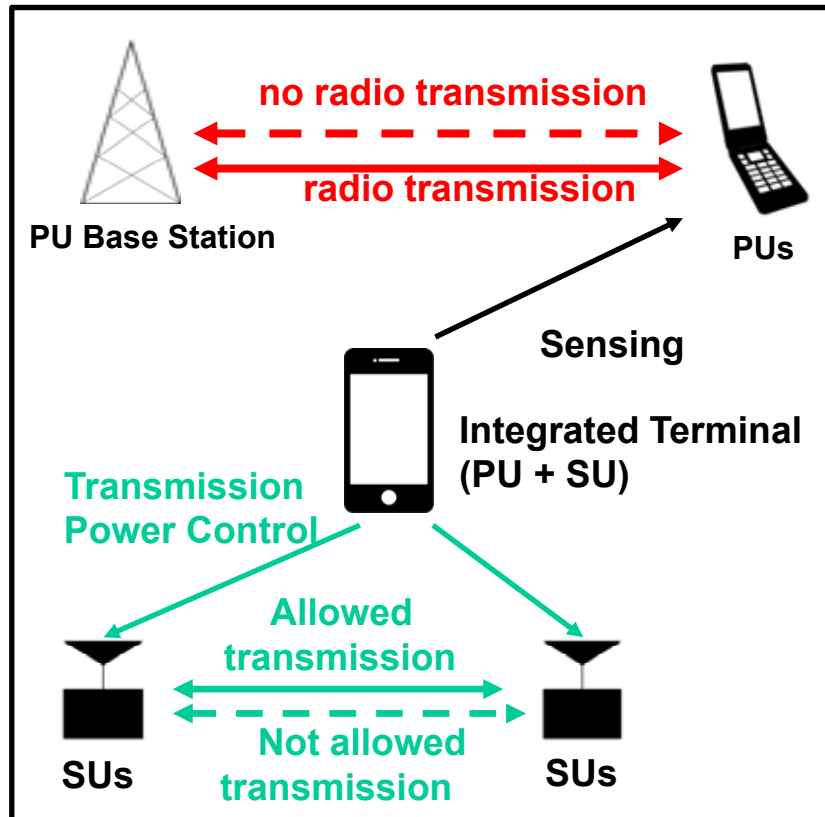 no radio transmission
radio transmission
PU Base Station
PUs
Sensing
Integrated Terminal
(PU + SU)
Transmission
Power Control
Allowed
transmission
Not allowed
transmission
SUs
SUs